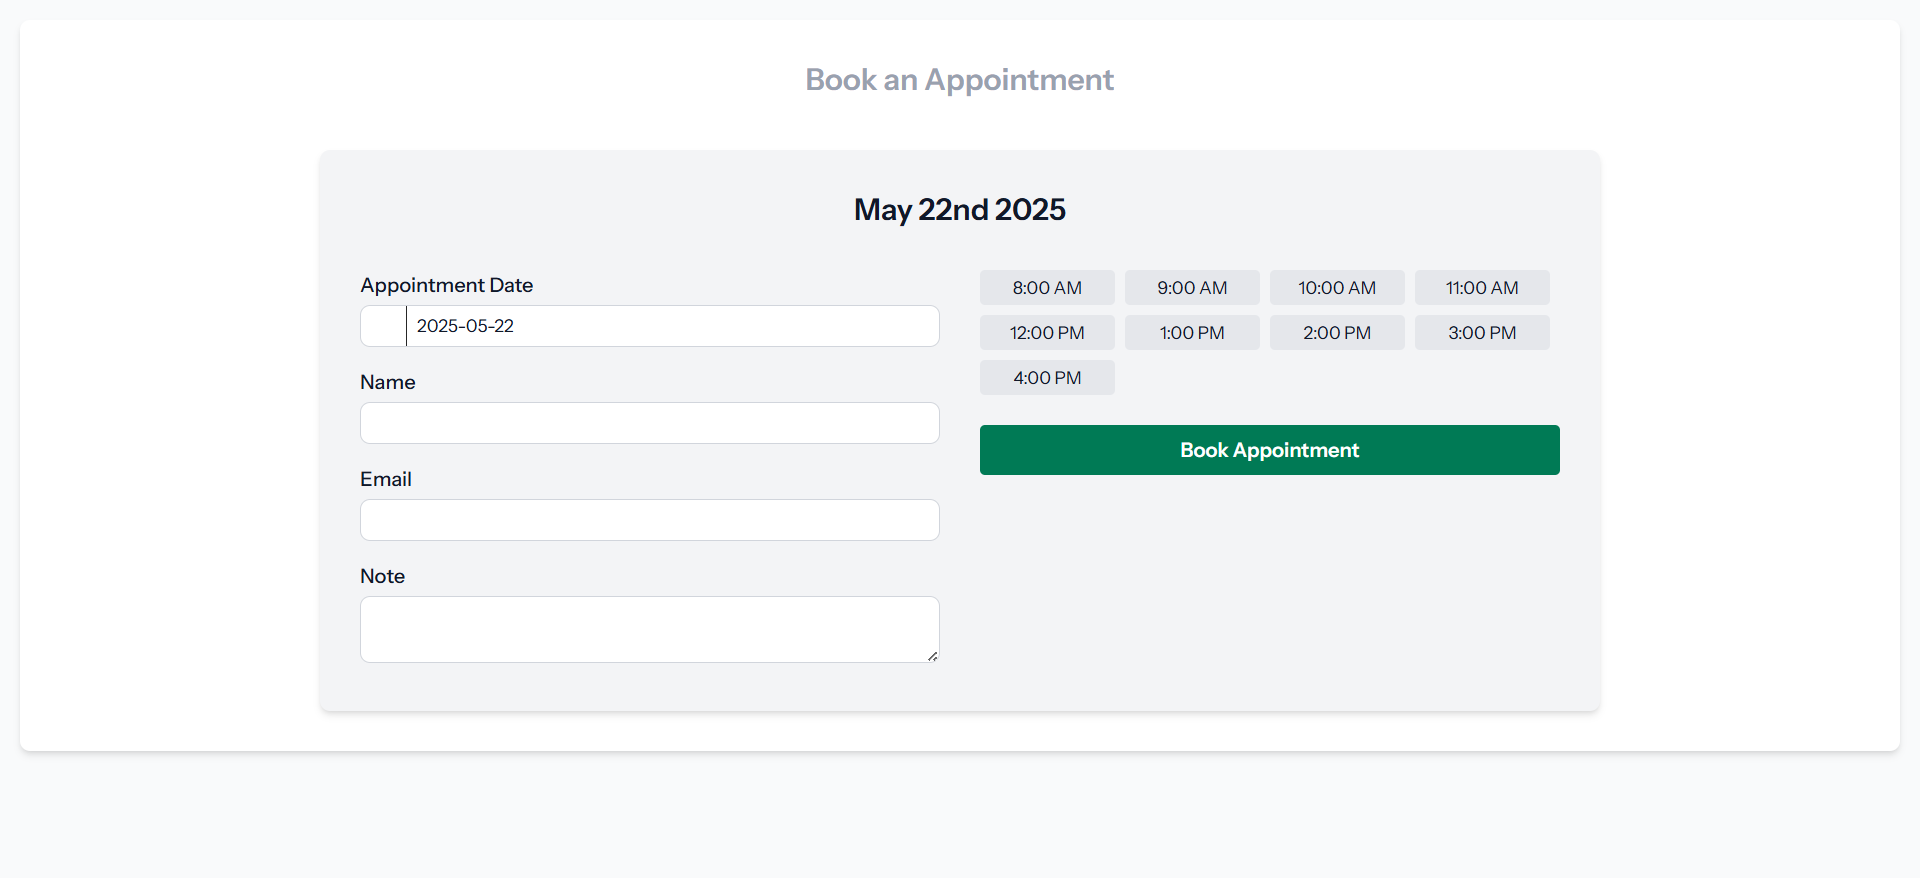 Book an Appointment
May 22nd 2025
Appointment Date
2025-05-22
Name
Email
Note
8:00 AM 9:00 AM 10:00 AM 11:00 AM
12:00 PM 1:00 PM 2:00 PM 3:00 PM
4:00 PM
Book Appointment